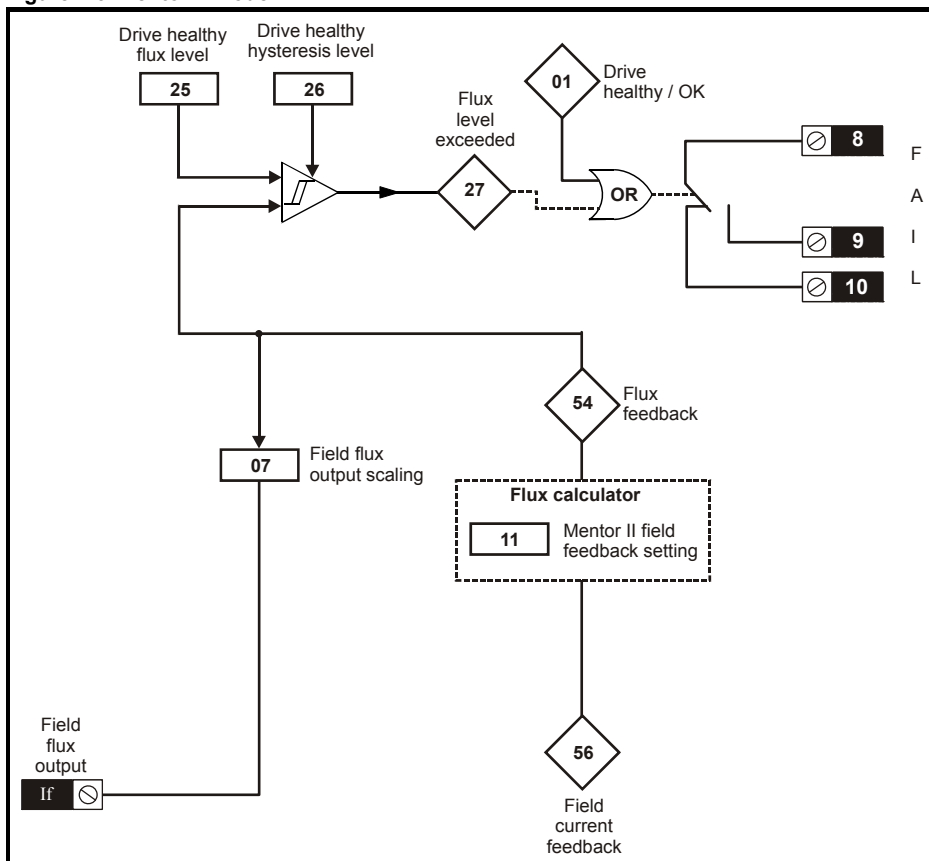 Drive healthy
flux level
25
Drive healthy
hysteresis level
26
Flux
level
exceeded
27
01
Drive
healthy / OK
OR
8
9
10
F
A
I
L
54
Flux
feedback
07
Field flux
output scaling
Flux calculator
11
Mentor II field
feedback setting
Field
flux
output
If
56
Field
current
feedback